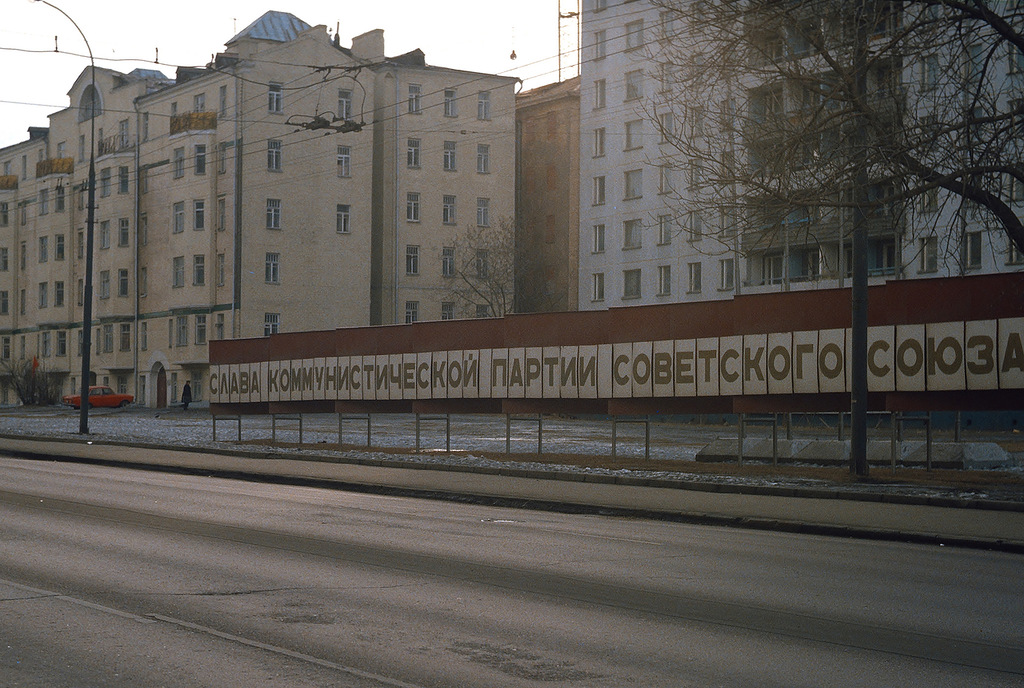 СЛАВА КОММУНИСТИЧЕСКОЙ ПАРТИИ СОВЕТСКОГО СОЮЗА